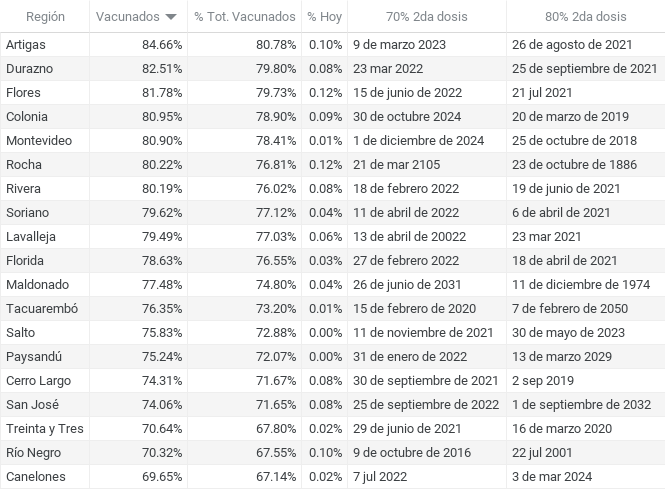 Región Vacunados % Tot. Vacunados % Hoy 70% 2da dosis 80% 2da dosis
Artigas 84.66% 80.78% 0.10% 9 de marzo 2023 26 de agosto de 2021
Durazno 82.51% 79.80% 0.08% 23 mar 2022 25 de septiembre de 2021
Flores 81.78% 79.73% 0.12% 15 de junio de 2022 21 jul 2021
Colonia 80.95% 78.90% 0.09% 30 de octubre 2024 20 de marzo de 2019
Montevideo 80.90% 78.41% 0.01% 1 de diciembre de 2024 25 de octubre de 2018
Rocha 80.22% 76.81% 0.12% 21 de mar 2105 23 de octubre de 1886
Rivera 80.19% 76.02% 0.08% 18 de febrero 2022 19 de junio de 2021
Soriano 79.62% 77.12% 0.04% 11 de abril de 2022 6 de abril de 2021
Lavalleja 79.49% 77.03% 0.06% 13 de abril de 20022 23 mar 2021
Florida 78.63% 76.55% 0.03% 27 de febrero 2022 18 de abril de 2021
Maldonado 77.48% 74.80% 0.04% 26 de junio de 2031 11 de diciembre de 1974
Tacuarembó 76.35% 73.20% 0.01% 15 de febrero de 2020 7 de febrero de 2050
Salto 75.83% 72.88% 0.00% 11 de noviembre de 2021 30 de mayo de 2023
Paysandú 75.24% 72.07% 0.00% 31 de enero de 2022 13 de marzo 2029
Cerro Largo 74.31% 71.67% 0.08% 30 de septiembre de 2021 2 sep 2019
San José 74.06% 71.65% 0.08% 25 de septiembre de 2022 1 de septiembre de 2032
Treinta y Tres 70.64% 67.80% 0.02% 29 de junio de 2021 16 de marzo 2020
Río Negro 70.32% 67.55% 0.10% 9 de octubre de 2016 22 jul 2001
Canelones 69.65% 67.14% 0.02% 7 jul 2022 3 de mar 2024